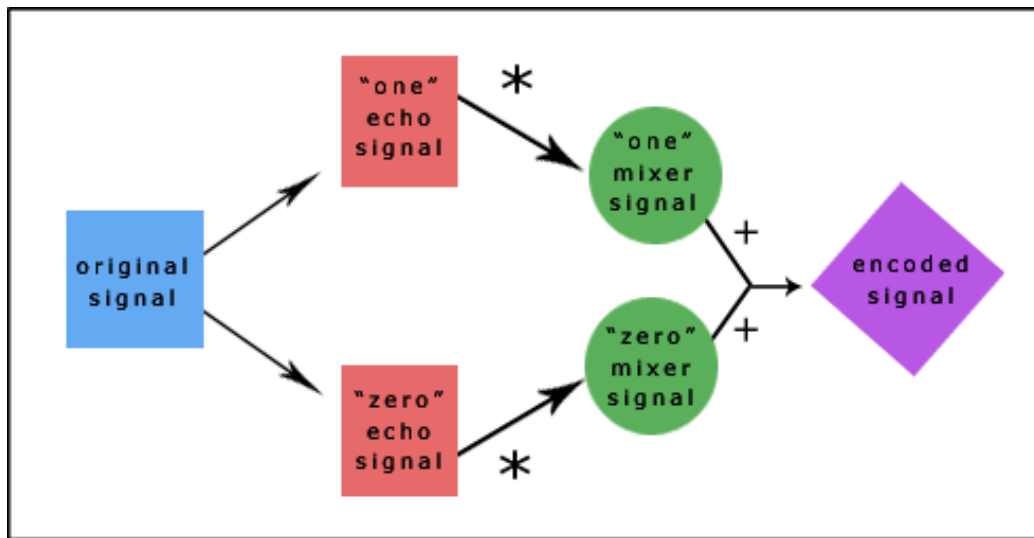 original
signal
“one”
echo
signal
*
“one”
mixer
signal
+
“zero”
echo
signal
*
“zero”
mixer
signal
+
encoded
signal